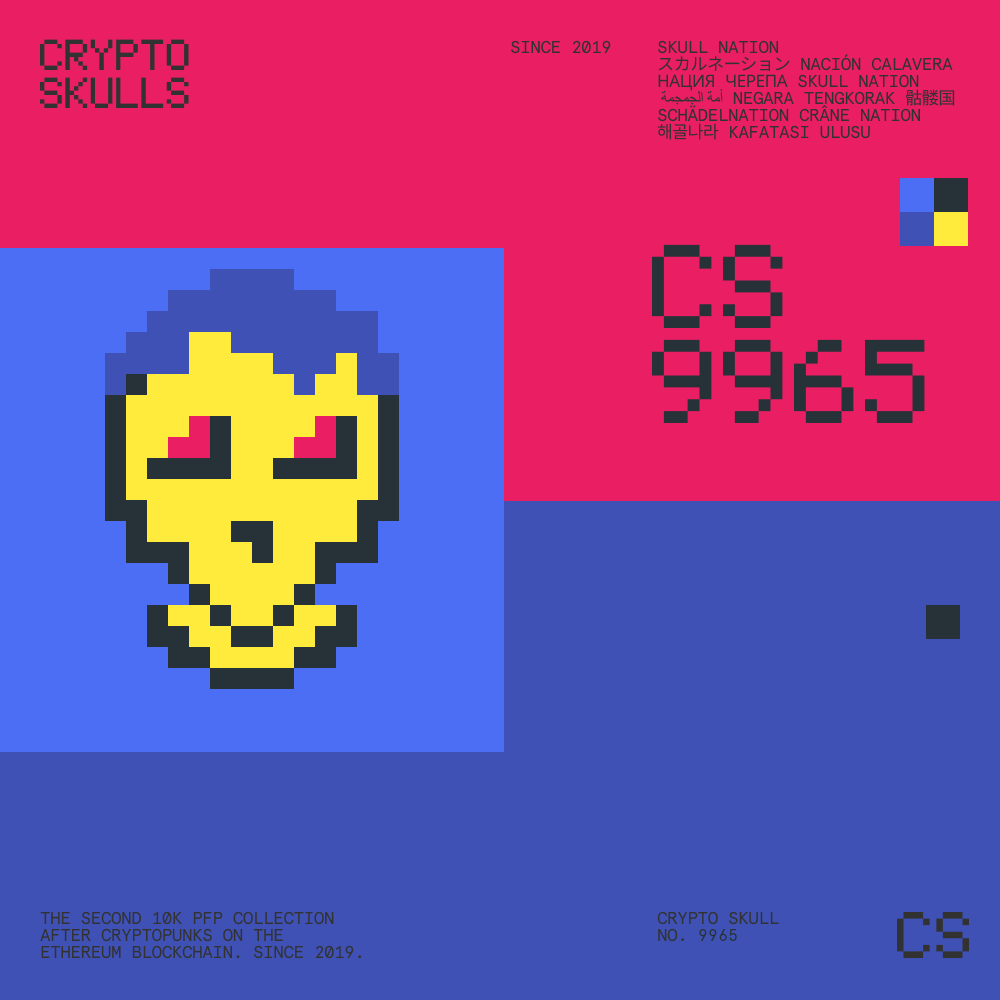 CRYPTO
SKULLS
SINCE 2019
SKULL NATION
スカルネーション NACIÓN CALAVERA
НАЦИЯ ЧЕРЕПА SKULL NATION
أمة الجمجمة NEGARA TENGKORAK 骷髅国
SCHÄDELNATION CRÂNE NATION
해골나라 KAFATASI ULUSU
CS
9965
THE SECOND 10K PFP COLLECTION
AFTER CRYPTOPUNKS ON THE
ETHEREUM BLOCKCHAIN. SINCE 2019.
CRYPTO SKULL
NO. 9965
CS